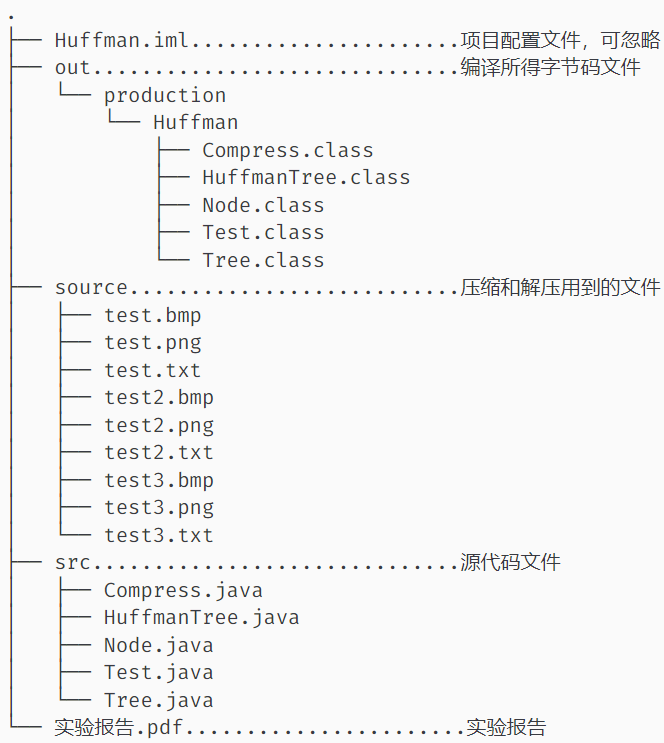 .
├── Huffman.iml......................项目配置文件，可忽略
├── out..............................编译所得字节码文件
│   └── production
│       └── Huffman
│           ├── Compress.class
│           ├── HuffmanTree.class
│           ├── Node.class
│           ├── Test.class
│           └── Tree.class
├── source...........................压缩和解压用到的文件
│   ├── test.bmp
│   ├── test.png
│   ├── test.txt
│   ├── test2.bmp
│   ├── test2.png
│   ├── test2.txt
│   ├── test3.bmp
│   ├── test3.png
│   └── test3.txt
├── src..............................源代码文件
│   ├── Compress.java
│   ├── HuffmanTree.java
│   ├── Node.java
│   ├── Test.java
│   └── Tree.java
└── 实验报告.pdf.......................实验报告